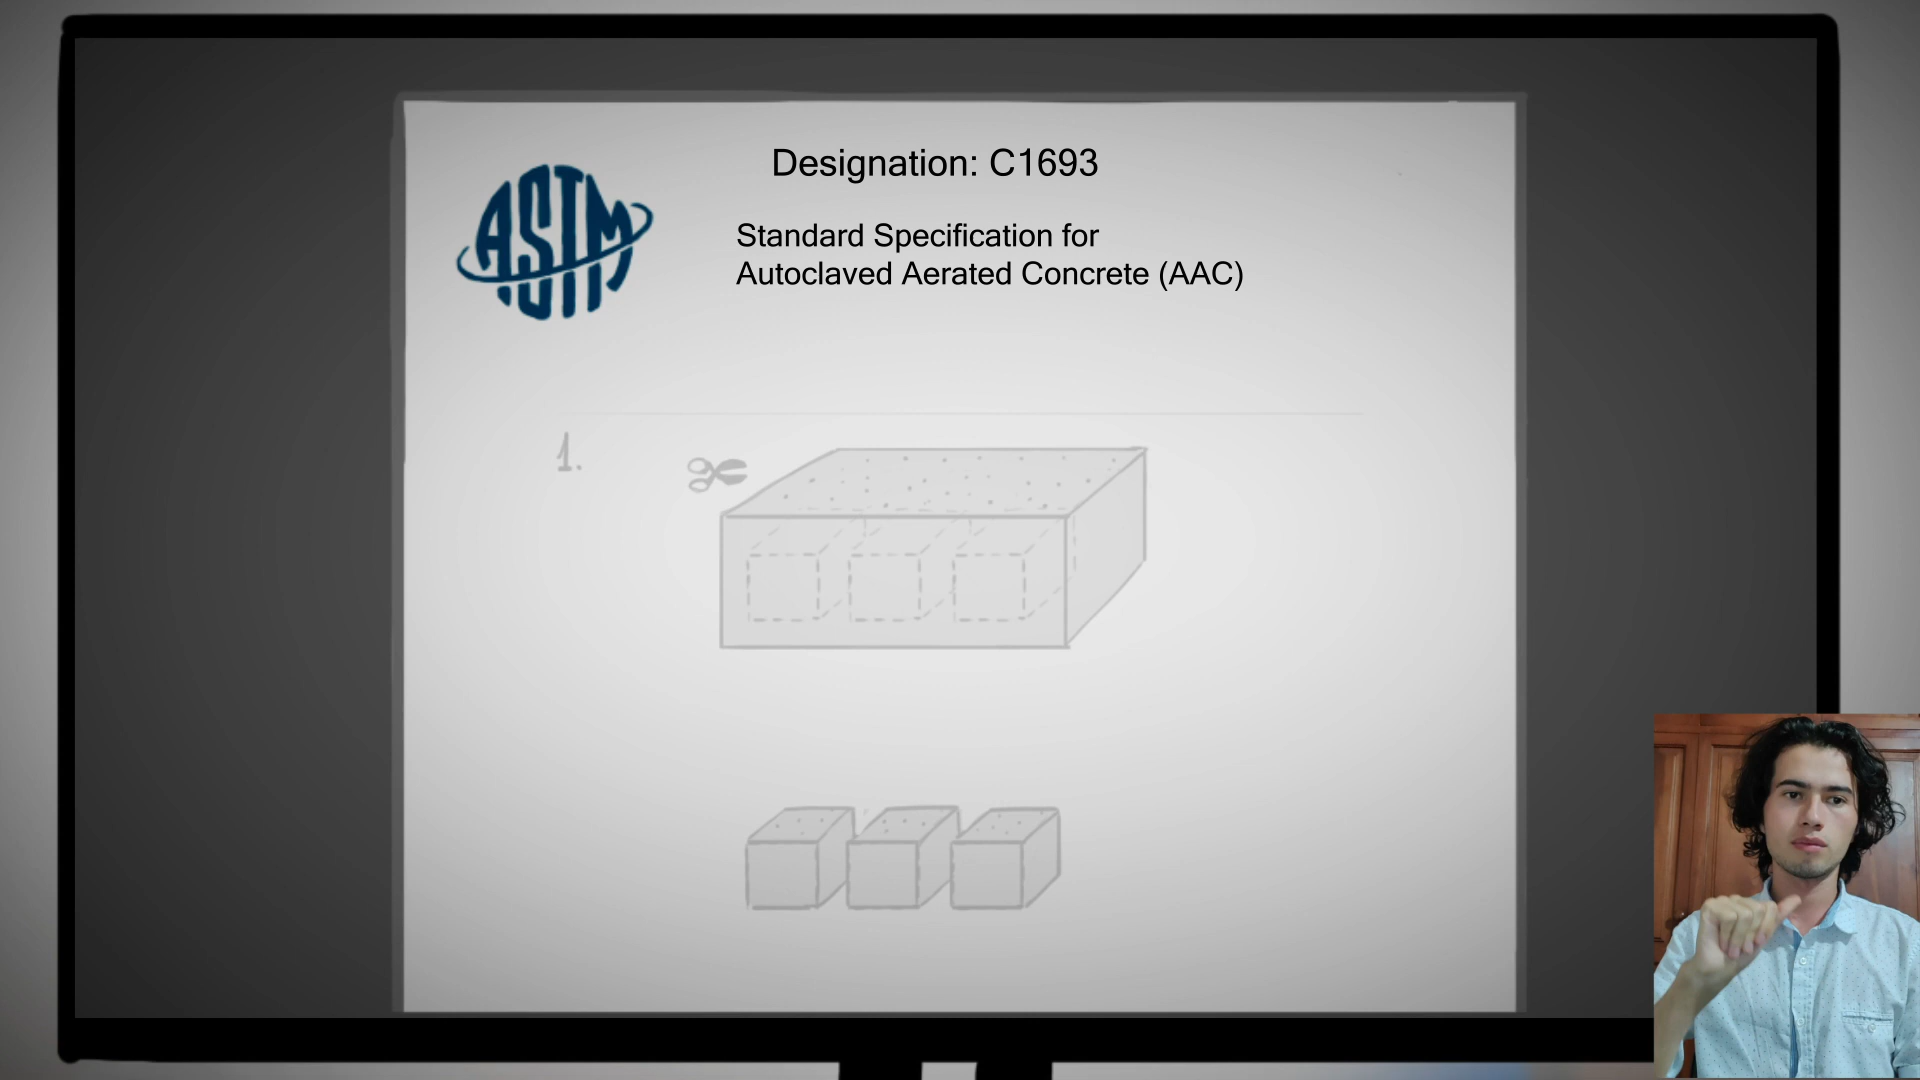 ASTM
Designation: C1693
Standard Specification for
Autoclaved Aerated Concrete (AAC)
1.